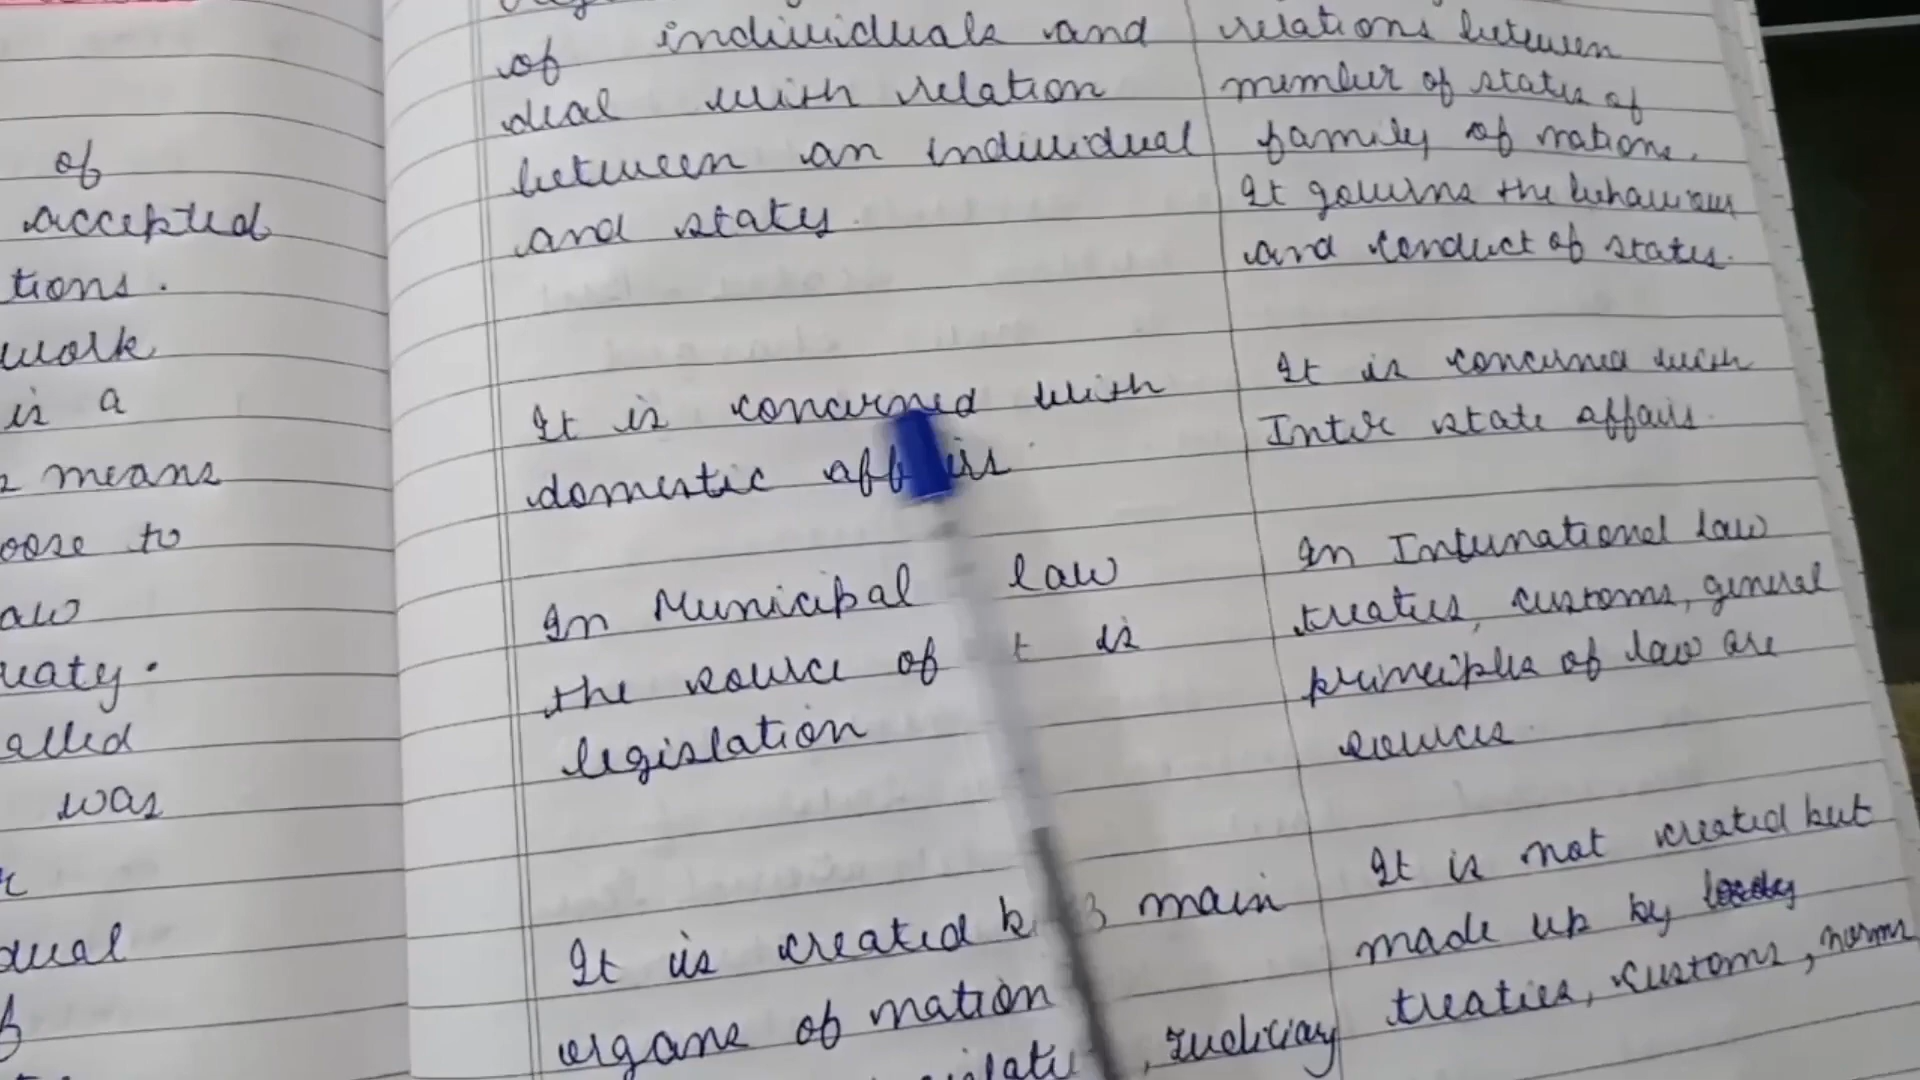 of
accepted
tions.
work
is a
means
oose to
aw
eaty.
alled
was
dual
of individuals and
deal with relation
between an individual
and states.
It is concerned with
domestic affairs
In Municipal law
the source of it is
legislation
It is created 3 main
organs of nation
, Judiciay
relations between
member of states of
family of nations.
It governs the behaviour
and conduct of states.
It is concerned with
Inter state affairs.
In International law
treaties, customs, general
principles of law are
sources.
It is not created but
made up by
treaties, customs, norms